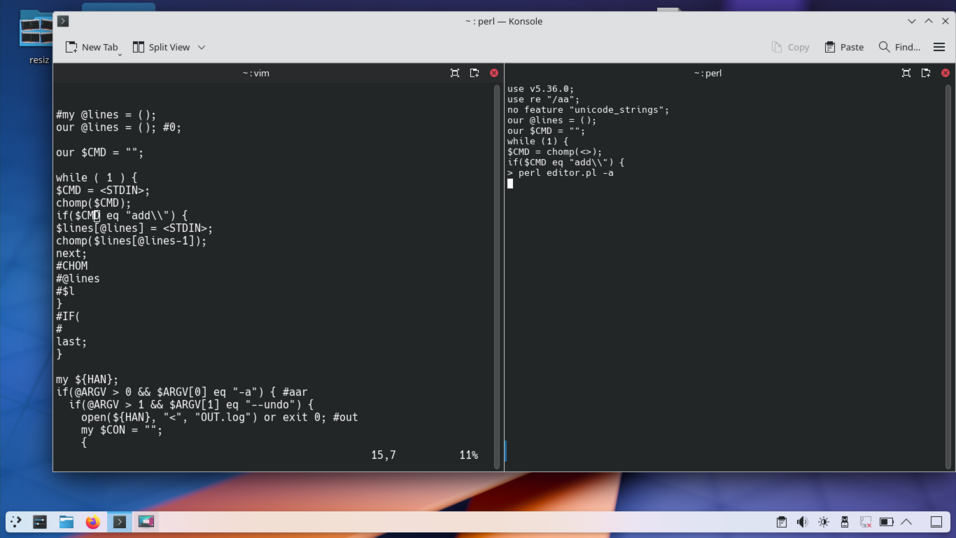 ~ : perl — Konsole
New Tab
Split View
Copy
Paste
Find...
resiz
~ : vim
#my @lines = ();
our @lines = (); #0;
our $CMD = "";
while ( 1 ) {
$CMD = <STDIN>;
chomp($CMD);
if($CMD eq "add\\") {
$lines[@lines] = <STDIN>;
chomp($lines[@lines-1]);
next;
#CHOM
#@lines
#$l
}
#IF(
#
last;
}
my ${HAN};
if(@ARGV > 0 && $ARGV[0] eq "-a") { #aar
if(@ARGV > 1 && $ARGV[1] eq "--undo") {
open(${HAN}, "<", "OUT.log") or exit 0; #out
my $CON = "";
{
15,7 11%
~ : perl
use v5.36.0;
use re "/aa";
no feature "unicode_strings";
our @lines = ();
our $CMD = "";
while (1) {
$CMD = chomp(<>);
if($CMD eq "add\\") {
> perl editor.pl -a